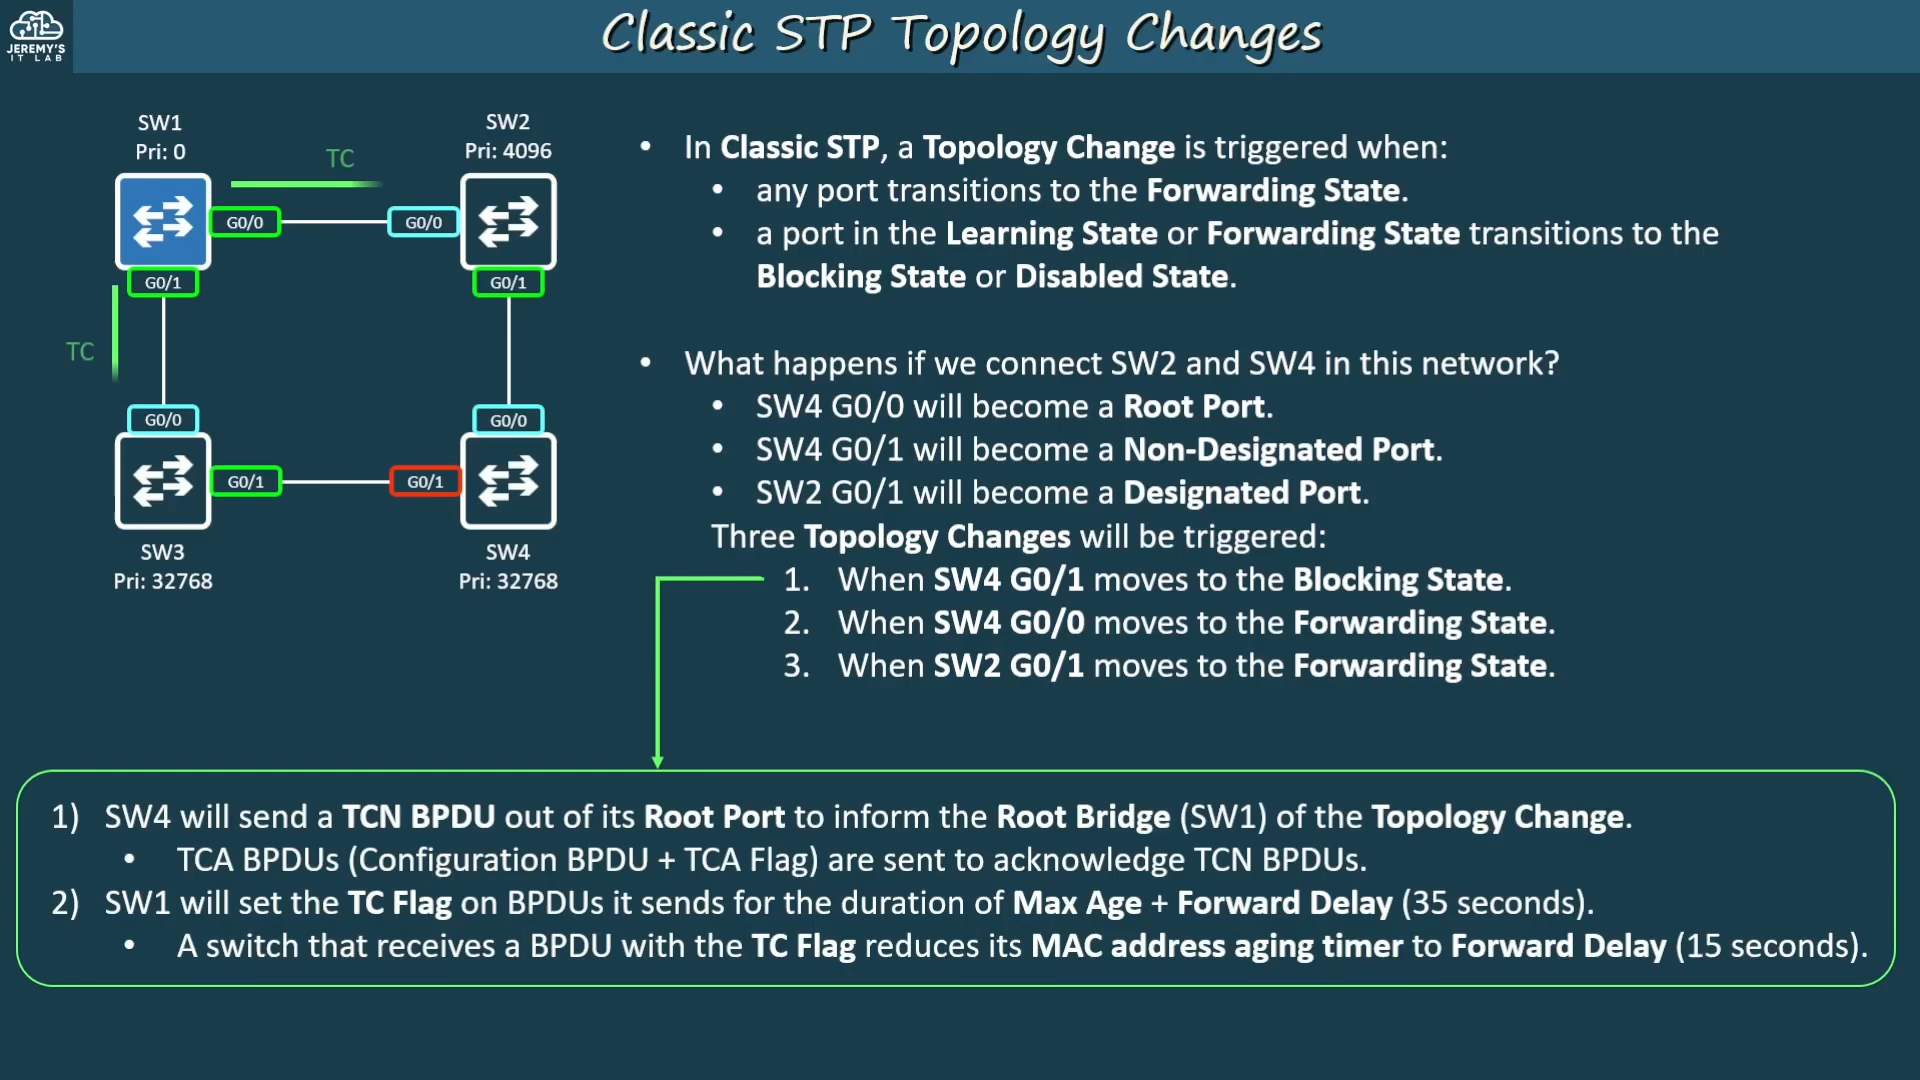 JEREMY'S
IT LAB
Classic STP Topology Changes
SW1
Pri: 0
TC
SW2
Pri: 4096
G0/0
G0/0
G0/1
G0/1
TC
G0/0
G0/0
G0/1
G0/1
SW3
Pri: 32768
SW4
Pri: 32768
• In Classic STP, a Topology Change is triggered when:
• any port transitions to the Forwarding State.
• a port in the Learning State or Forwarding State transitions to the
Blocking State or Disabled State.
• What happens if we connect SW2 and SW4 in this network?
• SW4 G0/0 will become a Root Port.
• SW4 G0/1 will become a Non-Designated Port.
• SW2 G0/1 will become a Designated Port.
Three Topology Changes will be triggered:
1. When SW4 G0/1 moves to the Blocking State.
2. When SW4 G0/0 moves to the Forwarding State.
3. When SW2 G0/1 moves to the Forwarding State.
1) SW4 will send a TCN BPDU out of its Root Port to inform the Root Bridge (SW1) of the Topology Change.
• TCA BPDUs (Configuration BPDU + TCA Flag) are sent to acknowledge TCN BPDUs.
2) SW1 will set the TC Flag on BPDUs it sends for the duration of Max Age + Forward Delay (35 seconds).
• A switch that receives a BPDU with the TC Flag reduces its MAC address aging timer to Forward Delay (15 seconds).